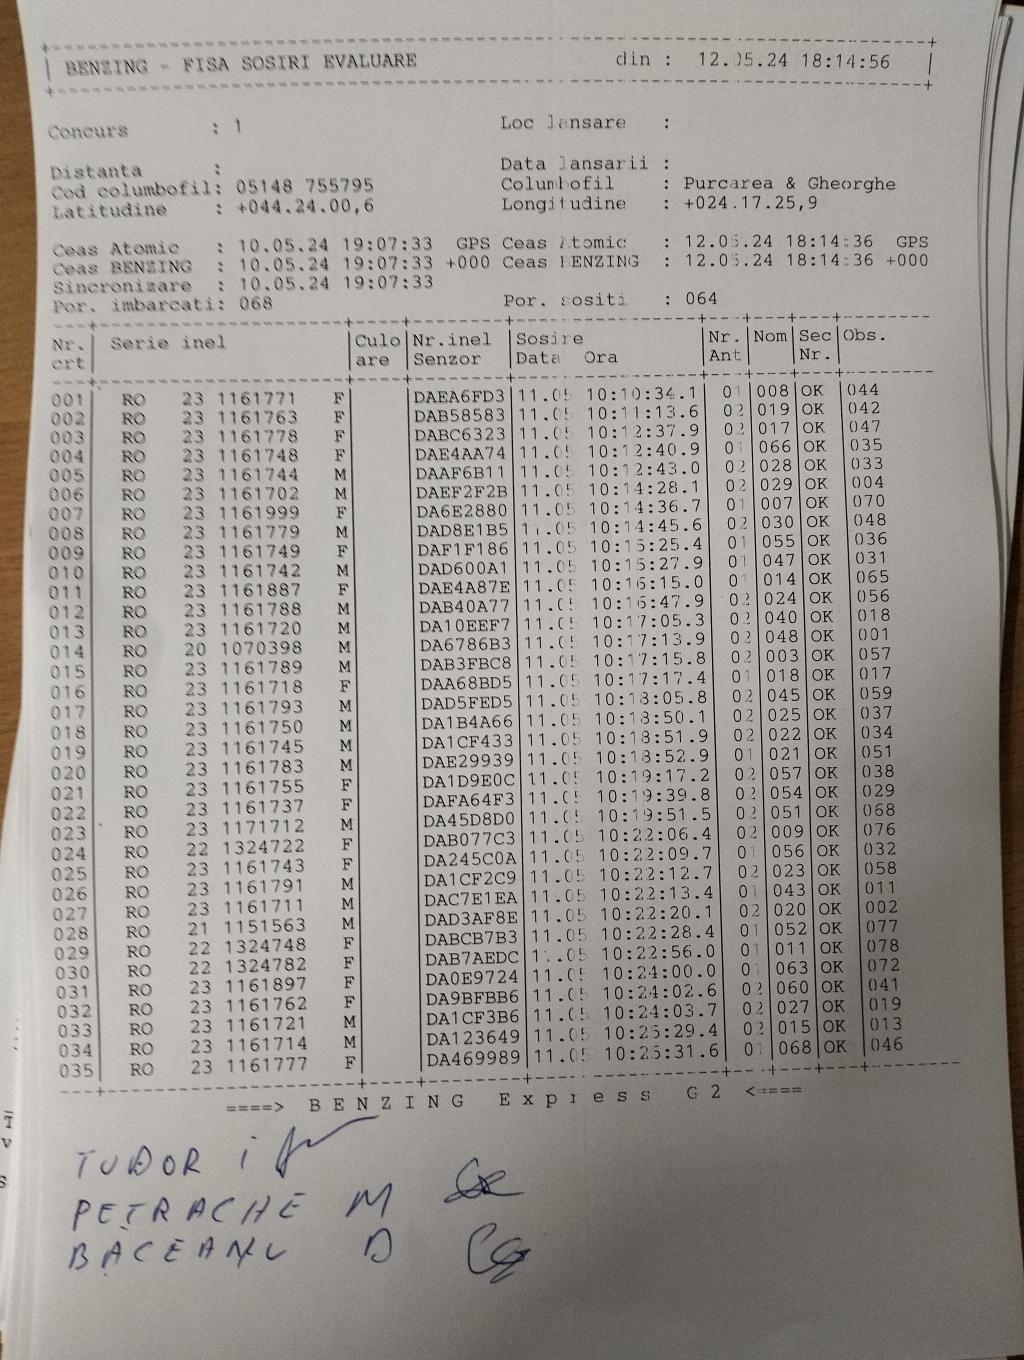 BENZING - FISA SOSIRI EVALUARE din : 12.05.24 18:14:56
Concurs : 1 Loc lansare :
Distanta : Data lansarii :
Cod columbofil: 05148 755795 Columbofil : Purcarea & Gheorghe
Latitudine : +044.24.00,6 Longitudine : +024.17.25,9
Ceas Atomic : 10.05.24 19:07:33 GPS Ceas Atomic : 12.05.24 18:14:36 GPS
Ceas BENZING : 10.05.24 19:07:33 +000 Ceas BENZING : 12.05.24 18:14:36 +000
Sincronizare : 10.05.24 19:07:33
Por. imbarcati: 068 Por. sositi : 064
Nr. Serie inel Culo Nr.inel Sosire Nr. Nom Sec Obs.
crt are Senzor Data Ora Ant Nr.
001 RO 23 1161771 F DAEA6FD3 11.05 10:10:34.1 01 008 OK 044
002 RO 23 1161763 F DAB58583 11.05 10:11:13.6 02 019 OK 042
003 RO 23 1161778 F DABC6323 11.05 10:12:37.9 02 017 OK 047
004 RO 23 1161748 F DAE4AA74 11.05 10:12:40.9 01 066 OK 035
005 RO 23 1161744 M DAAF6B11 11.05 10:12:43.0 02 028 OK 033
006 RO 23 1161702 M DAEF2F2B 11.05 10:14:28.1 02 029 OK 004
007 RO 23 1161999 F DA6E2880 11.05 10:14:36.7 01 007 OK 070
008 RO 23 1161779 M DAD8E1B5 11.05 10:14:45.6 02 030 OK 048
009 RO 23 1161749 F DAF1F186 11.05 10:15:25.4 01 055 OK 036
010 RO 23 1161742 M DAD600A1 11.05 10:15:27.9 01 047 OK 031
011 RO 23 1161887 F DAE4A87E 11.05 10:16:15.0 01 014 OK 065
012 RO 23 1161788 M DAB40A77 11.05 10:16:47.9 02 024 OK 056
013 RO 23 1161720 M DA10EEF7 11.05 10:17:05.3 02 040 OK 018
014 RO 20 1070398 M DA6786B3 11.05 10:17:13.9 02 048 OK 001
015 RO 23 1161789 M DAB3FBC8 11.05 10:17:15.8 02 003 OK 057
016 RO 23 1161718 F DAA68BD5 11.05 10:17:17.4 01 018 OK 017
017 RO 23 1161793 M DAD5FED5 11.05 10:18:05.8 02 045 OK 059
018 RO 23 1161750 M DA1B4A66 11.05 10:18:50.1 02 025 OK 037
019 RO 23 1161745 M DA1CF433 11.05 10:18:51.9 02 022 OK 034
020 RO 23 1161783 M DAE29939 11.05 10:18:52.9 01 021 OK 051
021 RO 23 1161755 F DA1D9E0C 11.05 10:19:17.2 02 057 OK 038
022 RO 23 1161737 F DAFA64F3 11.05 10:19:39.8 02 054 OK 029
023 RO 23 1171712 M DA45D8D0 11.05 10:19:51.5 02 051 OK 068
024 RO 22 1324722 F DAB077C3 11.05 10:22:06.4 02 009 OK 076
025 RO 23 1161743 F DA245C0A 11.05 10:22:09.7 01 056 OK 032
026 RO 23 1161791 M DA1CF2C9 11.05 10:22:12.7 02 023 OK 058
027 RO 23 1161711 M DAC7E1EA 11.05 10:22:13.4 01 043 OK 011
028 RO 21 1151563 M DAD3AF8E 11.05 10:22:20.1 02 020 OK 002
029 RO 22 1324748 F DABCB7B3 11.05 10:22:28.4 01 052 OK 077
030 RO 22 1324782 F DAB7AEDC 11.05 10:22:56.0 01 011 OK 078
031 RO 23 1161897 F DA0E9724 11.05 10:24:00.0 01 063 OK 072
032 RO 23 1161762 F DA9BFBB6 11.05 10:24:02.6 02 060 OK 041
033 RO 23 1161721 M DA1CF3B6 11.05 10:24:03.7 02 027 OK 019
034 RO 23 1161714 M DA123649 11.05 10:25:29.4 02 015 OK 013
035 RO 23 1161777 F DA469989 11.05 10:25:31.6 01 068 OK 046
====> BENZING Express G2 <====
TUDOR i
PETRACHE M
BĂCEANU D